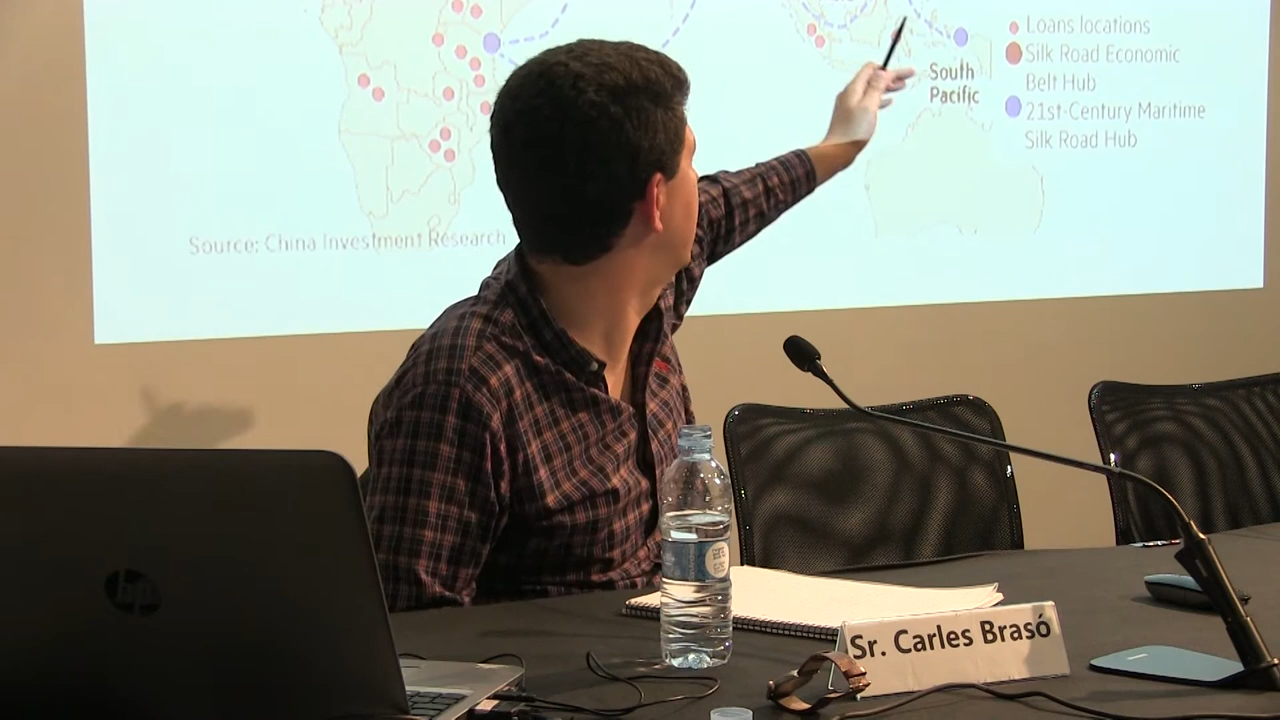 Loans locations
Silk Road Economic
Belt Hub
21st-Century Maritime
Silk Road Hub
South
Pacific
Source: China Investment Research
hp
Sr. Carles Brasó